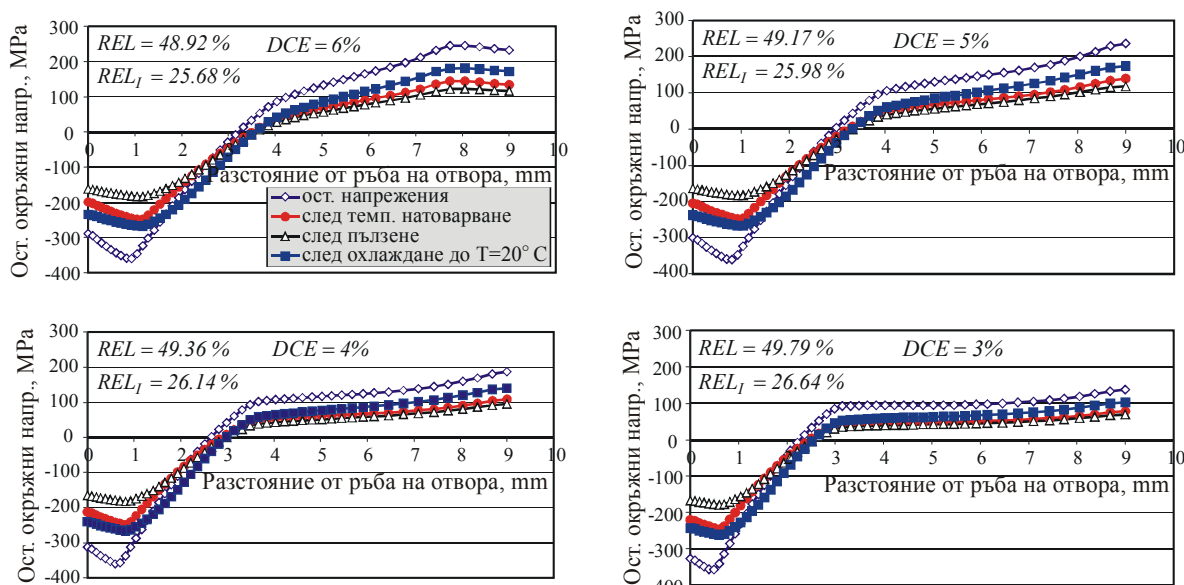 Ост. окръжни напр., MPa
300
200
100
0
-100
-200
-300
-400
REL = 48.92 % DCE = 6%
REL_I = 25.68 %
0 1 2 3 4 5 6 7 8 9 10
Разстояние от ръба на отвора, mm
ост. напрежения
след темп. натоварване
след пълзене
след охлаждане до T=20° C
Ост. окръжни напр., MPa
300
200
100
0
-100
-200
-300
-400
REL = 49.17 % DCE = 5%
REL_I = 25.98 %
0 1 2 3 4 5 6 7 8 9 10
Разстояние от ръба на отвора, mm
Ост. окръжни напр., MPa
300
200
100
0
-100
-200
-300
-400
REL = 49.36 % DCE = 4%
REL_I = 26.14 %
0 1 2 3 4 5 6 7 8 9 10
Разстояние от ръба на отвора, mm
Ост. окръжни напр., MPa
300
200
100
0
-100
-200
-300
-400
REL = 49.79 % DCE = 3%
REL_I = 26.64 %
0 1 2 3 4 5 6 7 8 9 10
Разстояние от ръба на отвора, mm